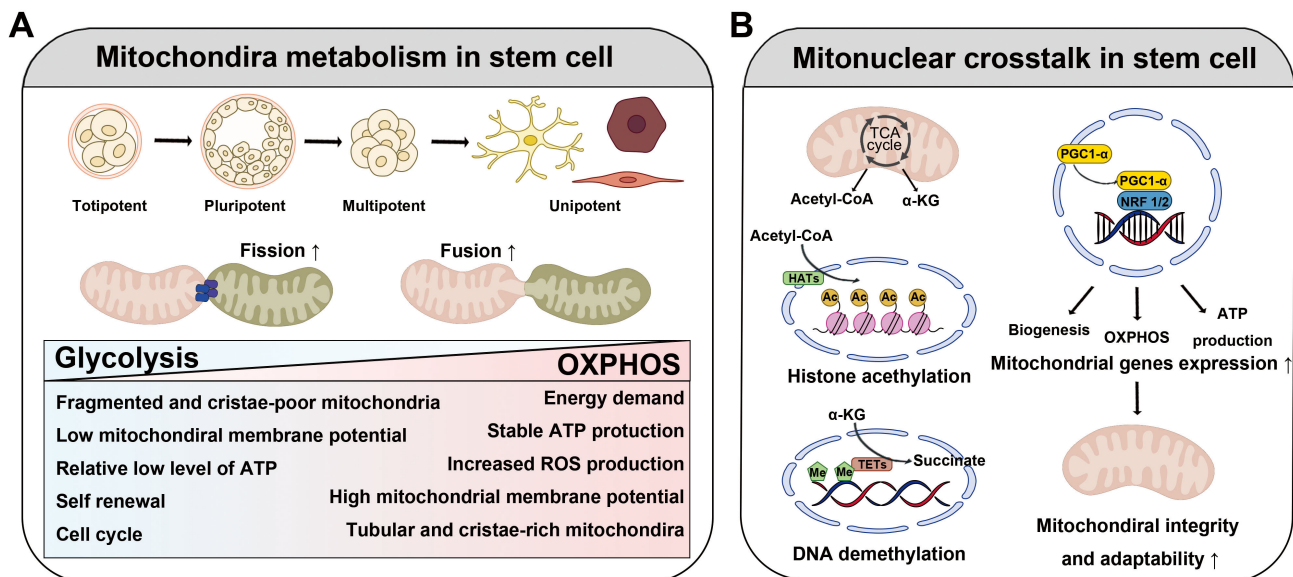 A
Mitochondira metabolism in stem cell
Totipotent
Pluripotent
Multipotent
Unipotent
Fission ↑
Fusion ↑
Glycolysis
OXPHOS
Fragmented and cristae-poor mitochondria
Low mitochondiral membrane potential
Relative low level of ATP
Self renewal
Cell cycle
Energy demand
Stable ATP protuction
Increased ROS production
High mitochondrial membrane potential
Tubular and cristae-rich mitochondira
B
Mitonuclear crosstalk in stem cell
TCA
cycle
Acetyl-CoA
α-KG
Acetyl-CoA
HATs
Ac
Ac
Ac
Ac
Histone acethylation
α-KG
Me
Me
TETs
Succinate
DNA demethylation
PGC1-α
PGC1-α
NRF 1/2
Biogenesis
OXPHOS
ATP
production
Mitochondrial genes expression ↑
Mitochondiral integrity
and adaptability ↑